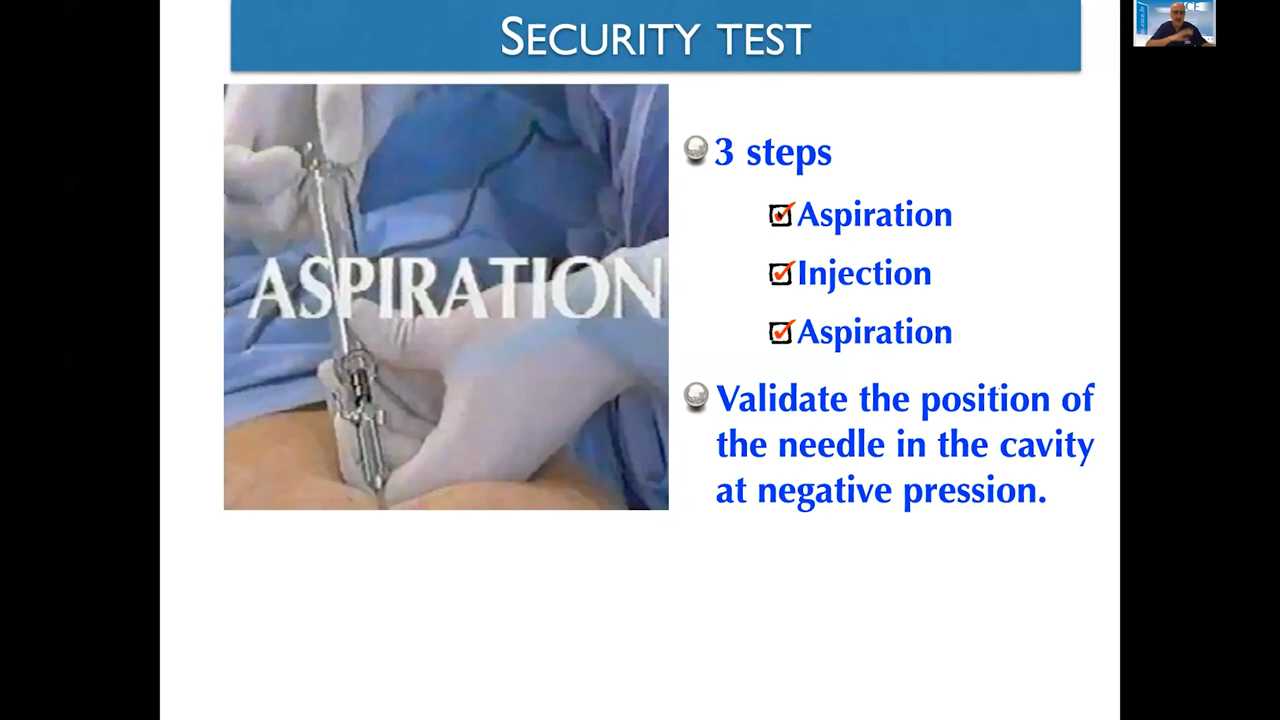 SECURITY TEST
ASPIRATION
3 steps
Aspiration
Injection
Aspiration
Validate the position of
the needle in the cavity
at negative pression.